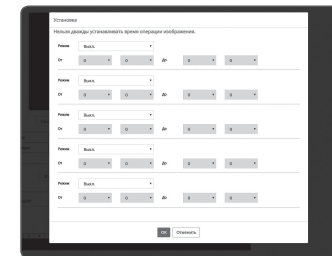 Установка
Нельзя дважды устанавливать время операции изображения.
Режим Выкл.
От 0 0 До 0 0
Режим Выкл.
От 0 0 До 0 0
Режим Выкл.
От 0 0 До 0 0
Режим Выкл.
От 0 0 До 0 0
Режим Выкл.
От 0 0 До 0 0
ОК Отменить